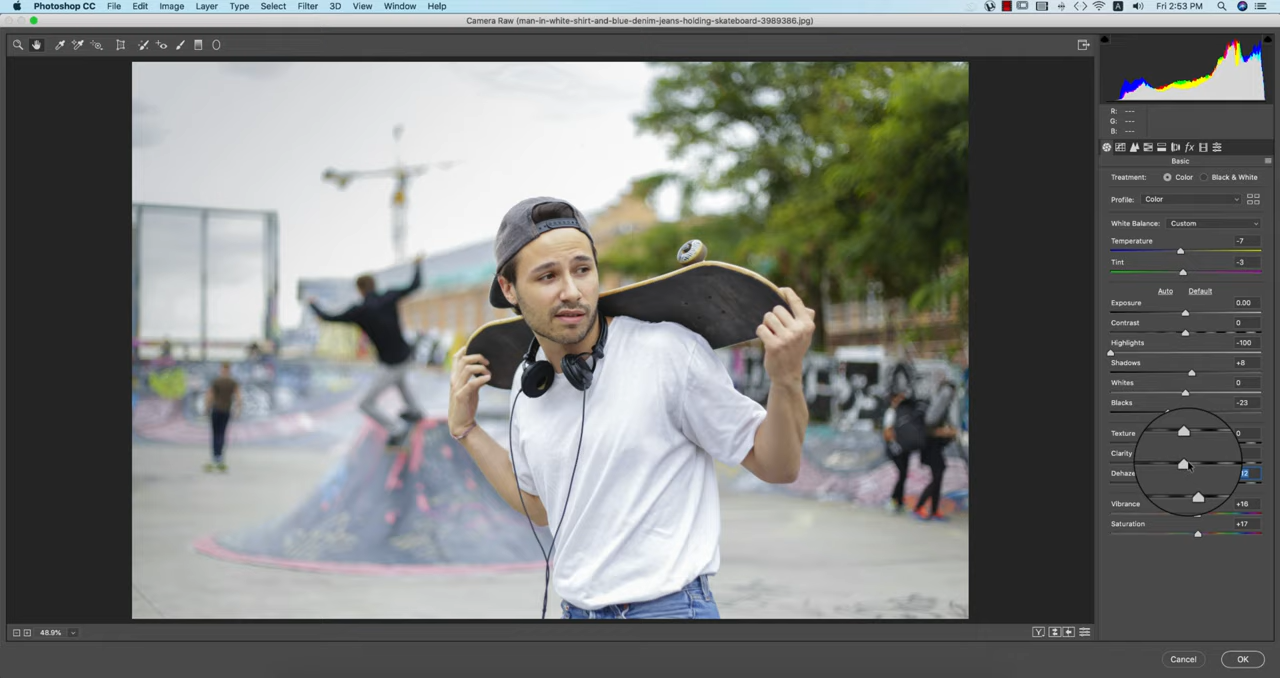 Photoshop CC File Edit Image Layer Type Select Filter 3D View Window Help
A Fri 2:53 PM
Camera Raw (man-in-white-shirt-and-blue-denim-jeans-holding-skateboard-3989386.jpg)
R: ---
G: ---
B: ---
fx
Basic
Treatment: Color Black & White
Profile: Color
White Balance: Custom
Temperature -7
Tint -3
Auto Default
Exposure 0.00
Contrast 0
Highlights -100
Shadows +8
Whites 0
Blacks -23
Texture 0
Clarity
Dehaze
Vibrance +16
Saturation +17
48.9%
Y
Cancel OK